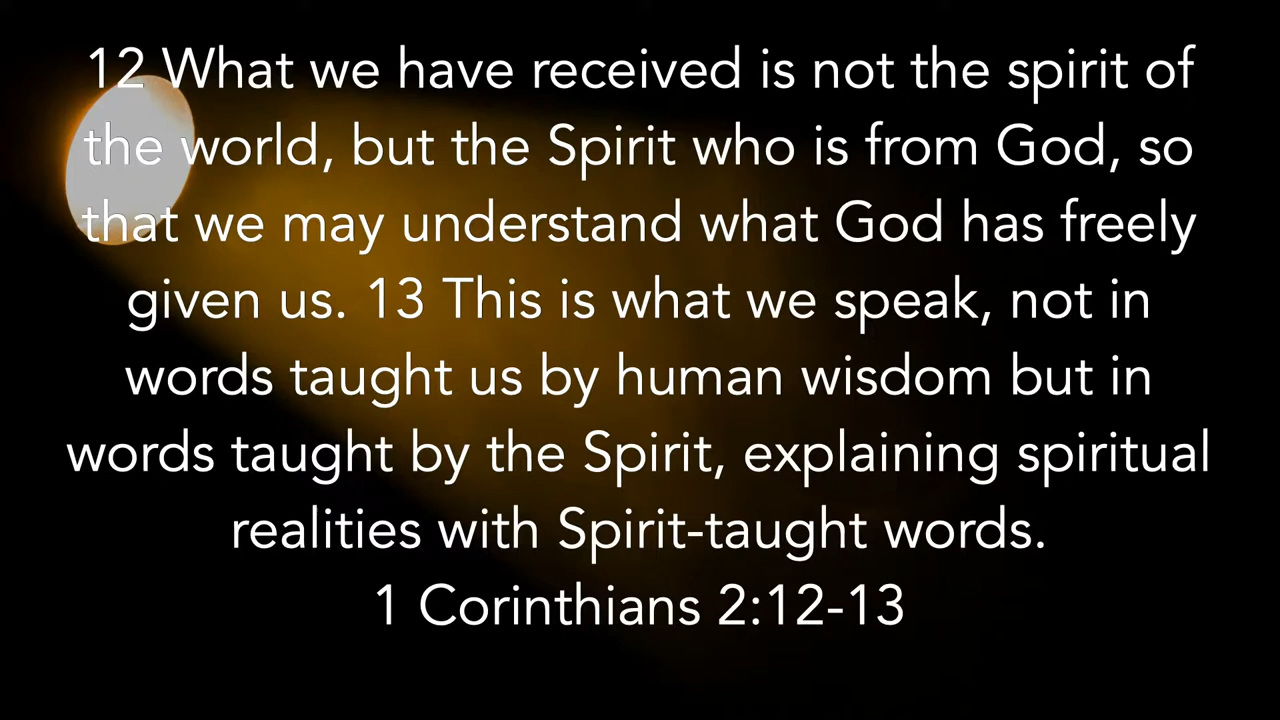 12 What we have received is not the spirit of
the world, but the Spirit who is from God, so
that we may understand what God has freely
given us. 13 This is what we speak, not in
words taught us by human wisdom but in
words taught by the Spirit, explaining spiritual
realities with Spirit-taught words.
1 Corinthians 2:12-13